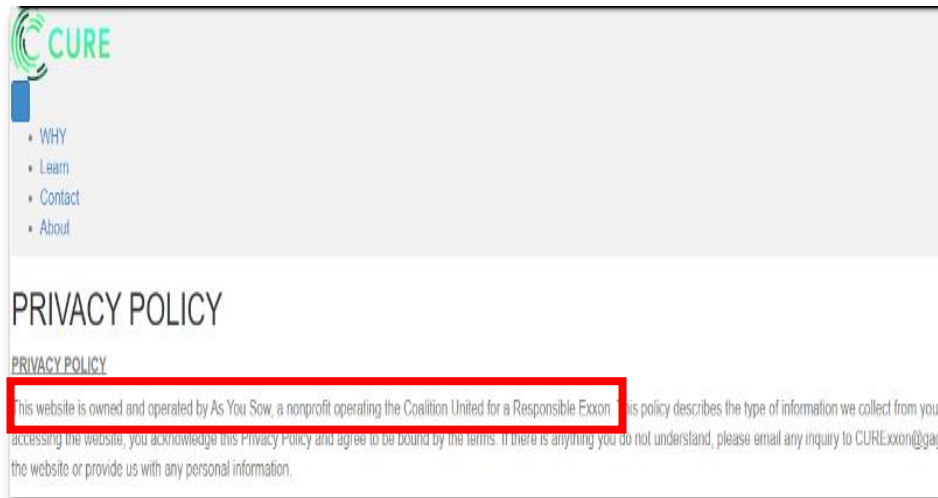 CURE
WHY
Learn
Contact
About
PRIVACY POLICY
PRIVACY POLICY
This website is owned and operated by As You Sow, a nonprofit operating the Coalition United for a Responsible Exxon. This policy describes the type of information we collect from you
accessing the website, you acknowledge this Privacy Policy and agree to be bound by the terms. If there is anything you do not understand, please email any inquiry to CURExxon@gag
the website or provide us with any personal information.